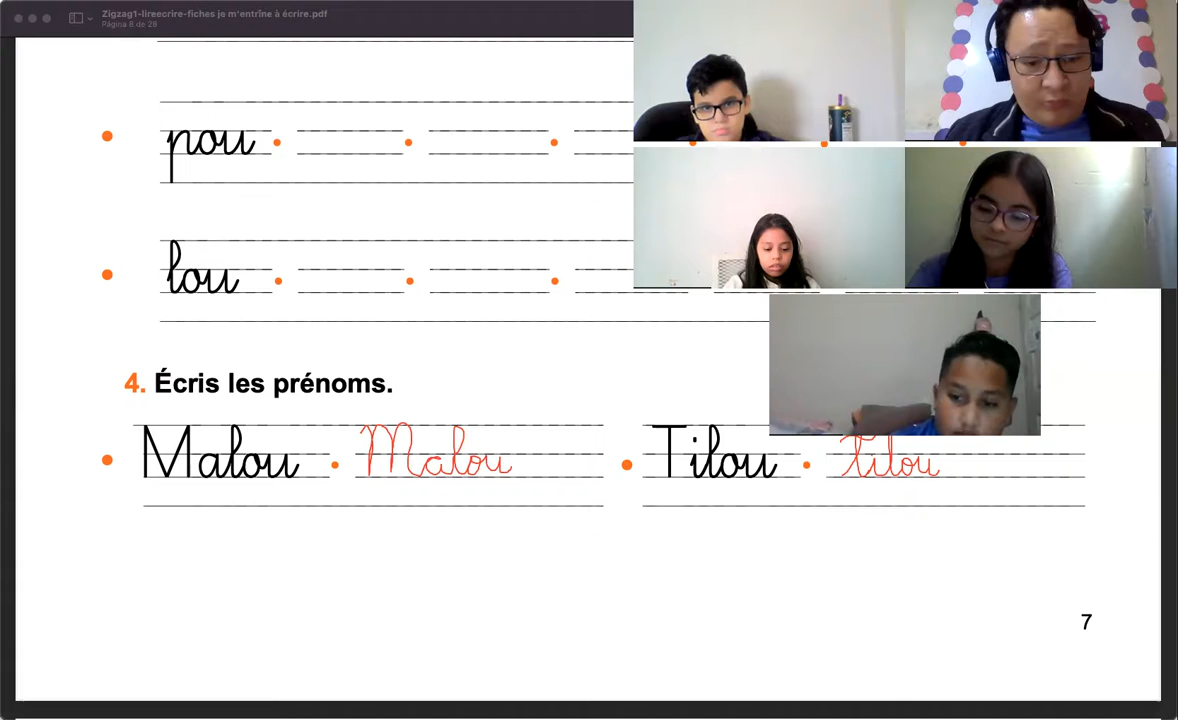 Zigzag1-lireecrire-fiches je m'entrîne à écrire.pdf
Página 8 de 28
pou
lou
4. Écris les prénoms.
Malou Malou Tilou tilou
7